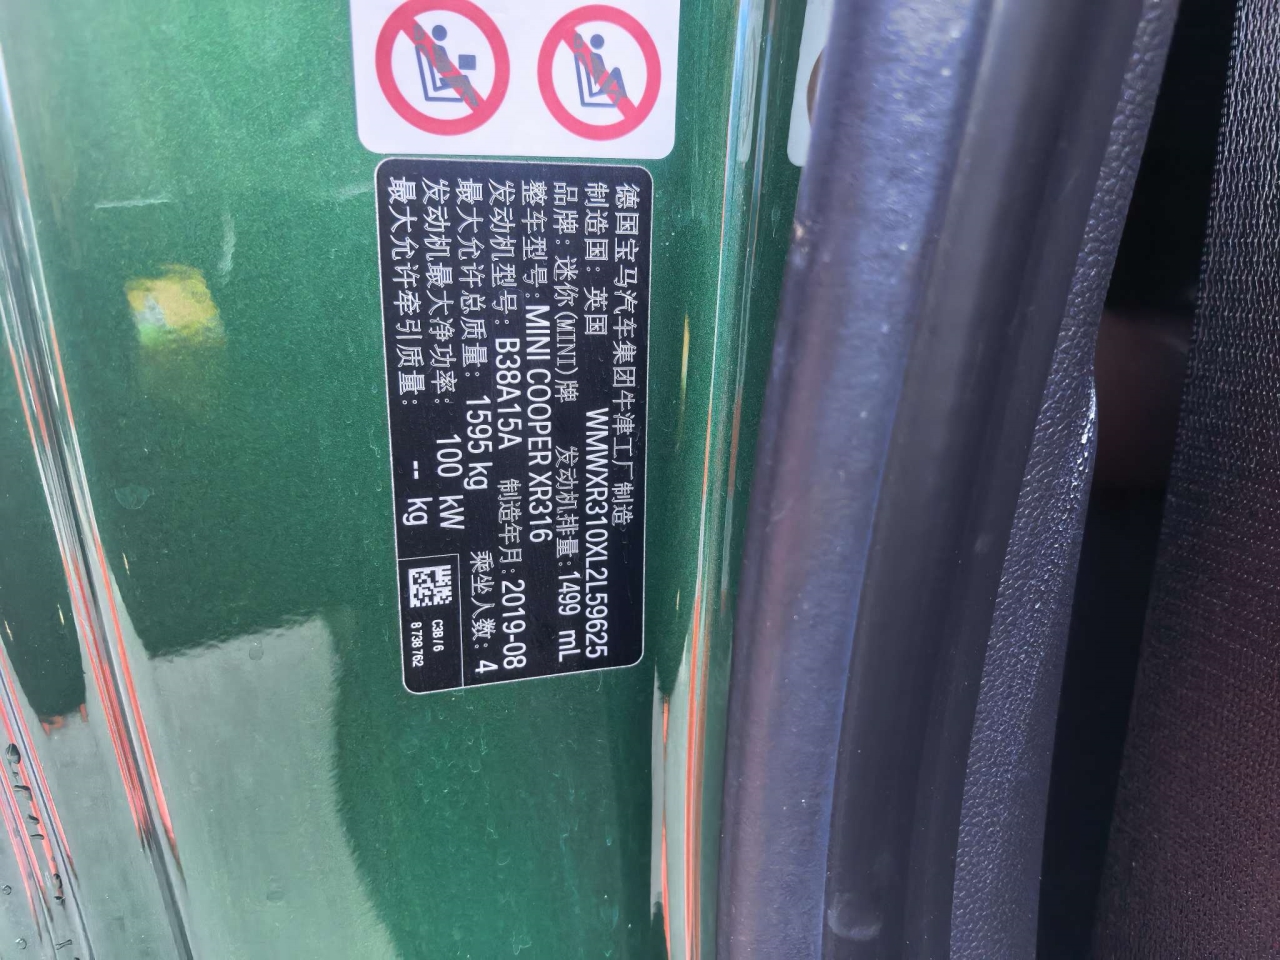 德国宝马汽车集团牛津工厂制造
制造国: 英国 WMWXR310XL2L59625
品牌: 迷你(MINI)牌 发动机排量: 1499 mL
整车型号: MINI COOPER XR316
发动机型号: B38A15A 制造年月: 2019-08
最大允许总质量: 1595 kg 乘坐人数: 4
发动机最大净功率: 100 kW
最大允许牵引质量: -- kg
C3B / 6
8 738 762